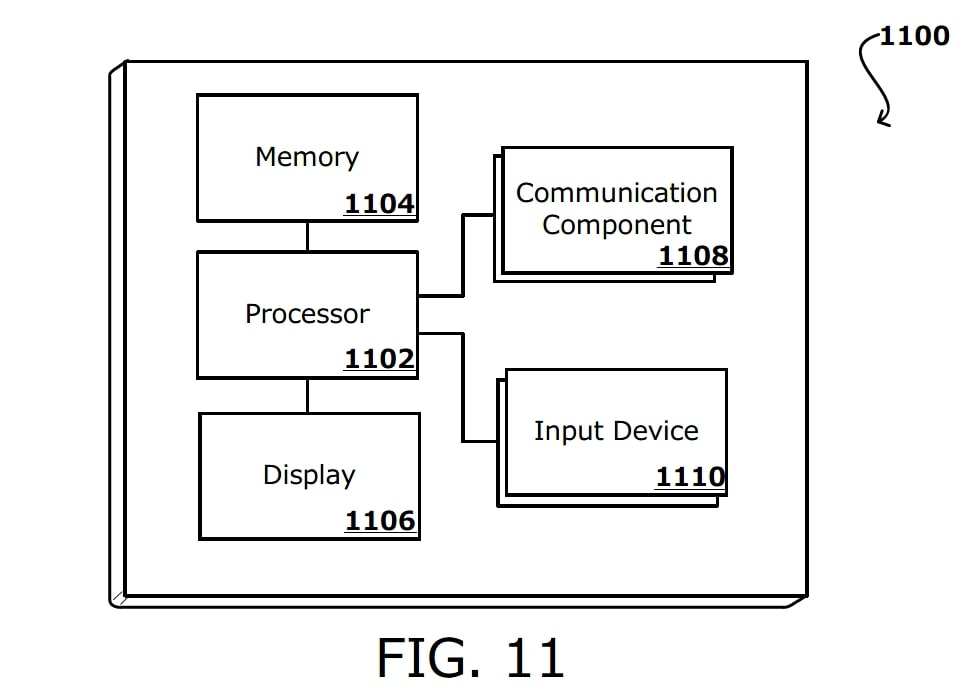 1100
Memory
1104
Communication
Component
1108
Processor
1102
Input Device
1110
Display
1106
FIG. 11